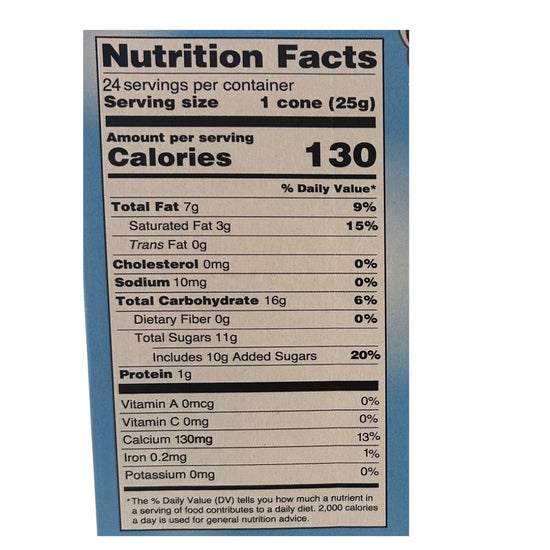 Nutrition Facts
24 servings per container
Serving size 1 cone (25g)
Amount per serving
Calories 130
% Daily Value*
Total Fat 7g 9%
Saturated Fat 3g 15%
Trans Fat 0g
Cholesterol 0mg 0%
Sodium 10mg 0%
Total Carbohydrate 16g 6%
Dietary Fiber 0g 0%
Total Sugars 11g
Includes 10g Added Sugars 20%
Protein 1g
Vitamin A 0mcg 0%
Vitamin C 0mg 0%
Calcium 130mg 13%
Iron 0.2mg 1%
Potassium 0mg 0%
*The % Daily Value (DV) tells you how much a nutrient in
a serving of food contributes to a daily diet. 2,000 calories
a day is used for general nutrition advice.